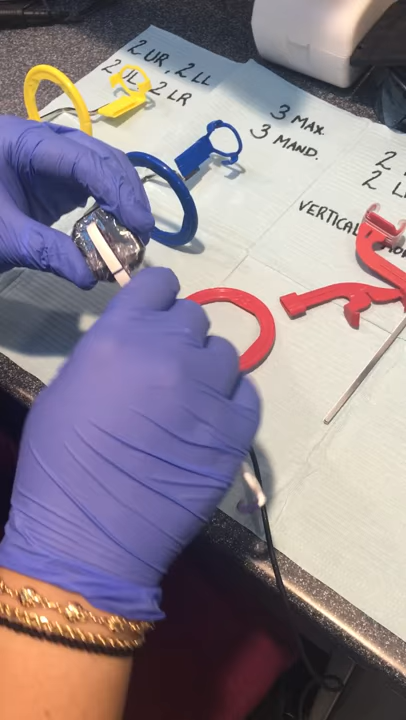 2 UR, 2 LL
2 UL, 2 LR
3 MAX.
3 MAND.
2
2 L
VERTICAL